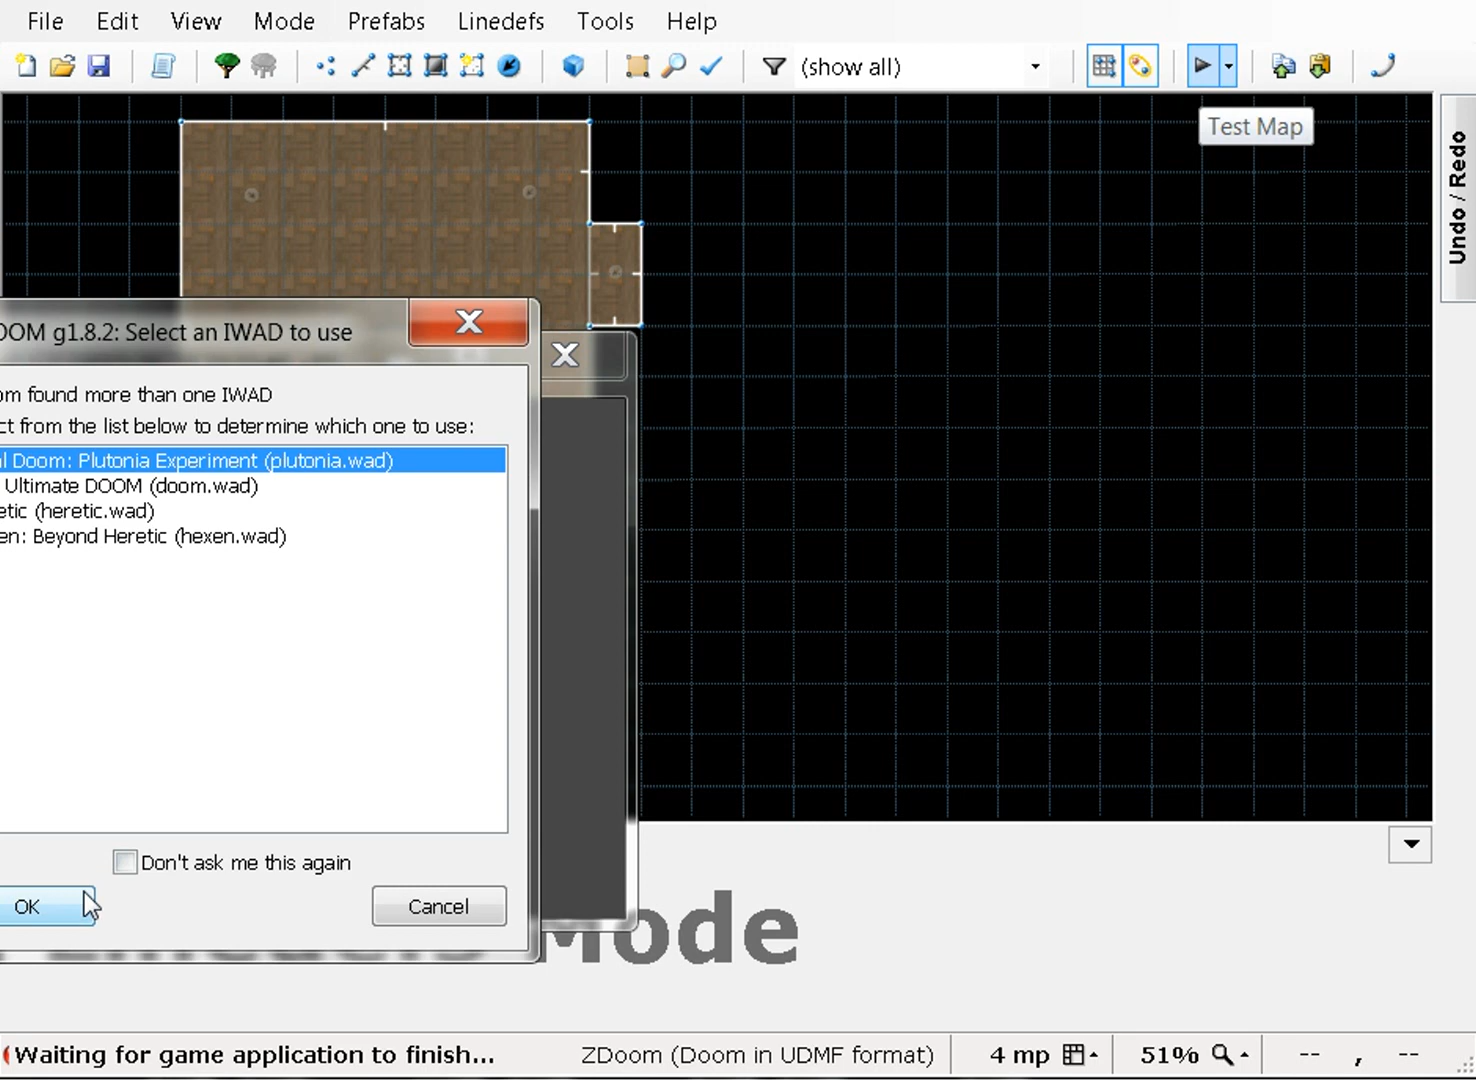 File Edit View Mode Prefabs Linedefs Tools Help
(show all)
Test Map
Undo / Redo
OOM g1.8.2: Select an IWAD to use
om found more than one IWAD
ct from the list below to determine which one to use:
al Doom: Plutonia Experiment (plutonia.wad)
Ultimate DOOM (doom.wad)
etic (heretic.wad)
en: Beyond Heretic (hexen.wad)
Don't ask me this again
OK Cancel
Mode
Waiting for game application to finish... ZDoom (Doom in UDMF format) 4 mp 51% -- , --